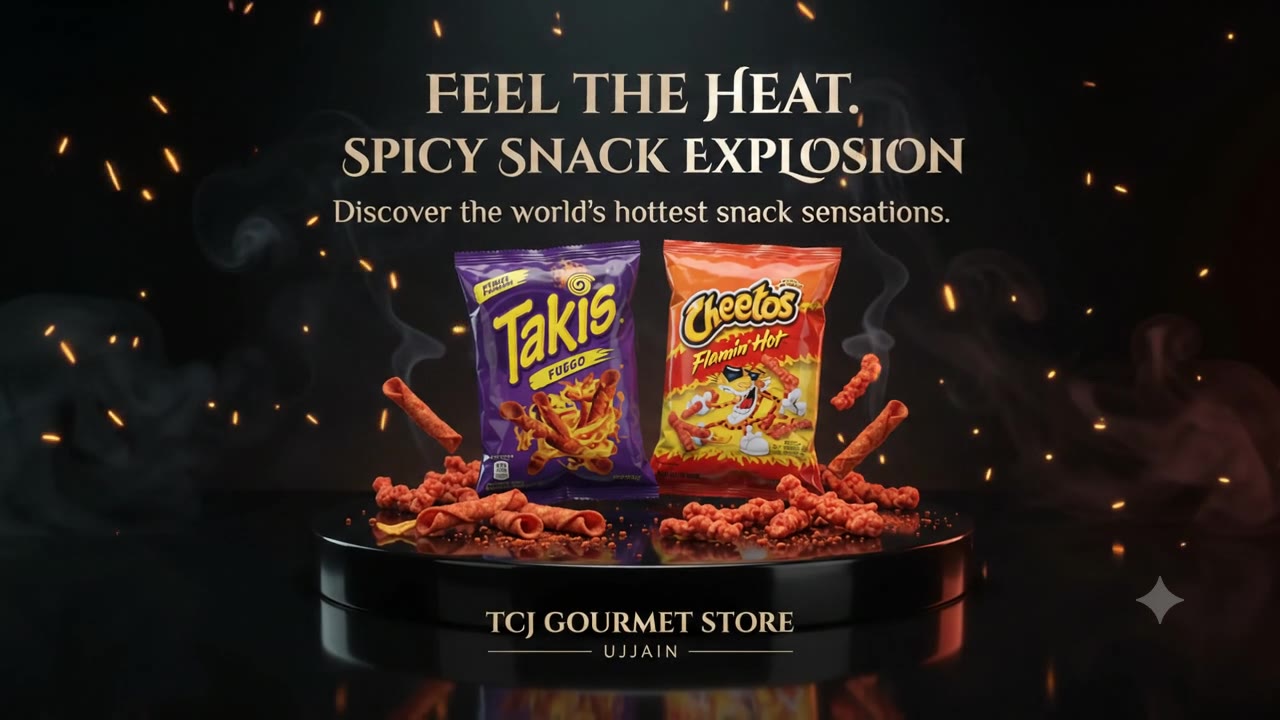 FEEL THE HEAT.
SPICY SNACK EXPLOSION
Discover the world's hottest snack sensations.
Takis
FUEGO
Cheetos
Flamin' Hot
TCJ GOURMET STORE
UJJAIN